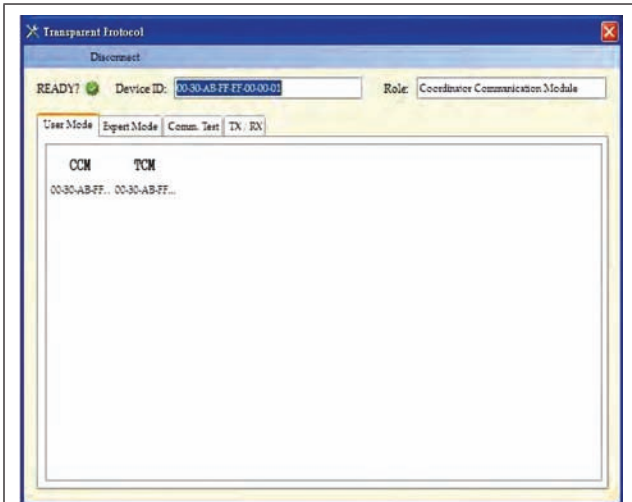 Transparent Protocol
Disconnect
READY? Device ID: 00-30-AB-FF-FF-00-00-01 Role: Coordinator Communication Module
User Mode Expert Mode Comm. Test TX / RX
CCM TCM
00-30-AB-FF... 00-30-AB-FF...